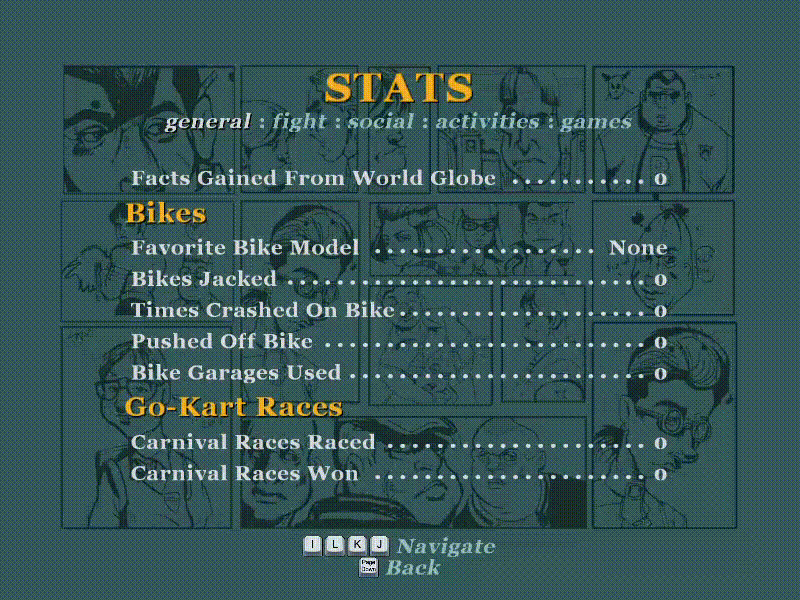 STATS
general : fight : social : activities : games
Facts Gained From World Globe ........... 0
Bikes
Favorite Bike Model .................. None
Bikes Jacked .................................. 0
Times Crashed On Bike ........................ 0
Pushed Off Bike ............................... 0
Bike Garages Used ............................ 0
Go-Kart Races
Carnival Races Raced ......................... 0
Carnival Races Won .......................... 0
I L K J Navigate
Page Down Back